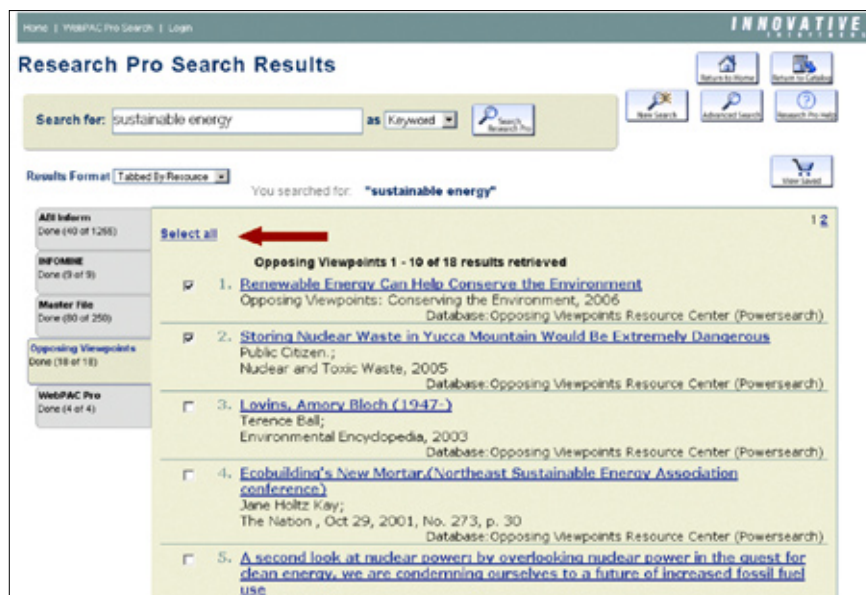 Home | WebPAC Pro Search | Login
INNOVATIVE
INTERFACES
Research Pro Search Results
Return to Home
Return to Catalog
Search for: sustainable energy as Keyword Search Research Pro
New Search
Advanced Search
Research Pro Help
Results Format Tabbed By Resource
You searched for: "sustainable energy"
View Saved
ABI Inform
Done (40 of 1266)
INFOMINE
Done (9 of 9)
Master File
Done (80 of 250)
Opposing Viewpoints
Done (18 of 18)
WebPAC Pro
Done (4 of 4)
1 2
Select all
Opposing Viewpoints 1 - 10 of 18 results retrieved
1. Renewable Energy Can Help Conserve the Environment
Opposing Viewpoints: Conserving the Environment, 2006
Database:Opposing Viewpoints Resource Center (Powersearch)
2. Storing Nuclear Waste in Yucca Mountain Would Be Extremely Dangerous
Public Citizen.;
Nuclear and Toxic Waste, 2005
Database:Opposing Viewpoints Resource Center (Powersearch)
3. Lovins, Amory Bloch (1947-)
Terence Ball;
Environmental Encyclopedia, 2003
Database:Opposing Viewpoints Resource Center (Powersearch)
4. Ecobuilding's New Mortar.(Northeast Sustainable Energy Association
conference)
Jane Holtz Kay;
The Nation , Oct 29, 2001, No. 273, p. 30
Database:Opposing Viewpoints Resource Center (Powersearch)
5. A second look at nuclear power: by overlooking nuclear power in the quest for
clean energy, we are condemning ourselves to a future of increased fossil fuel
use